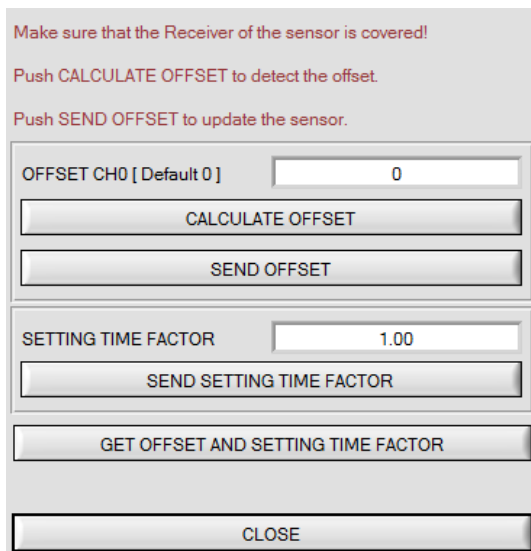 Make sure that the Receiver of the sensor is covered!
Push CALCULATE OFFSET to detect the offset.
Push SEND OFFSET to update the sensor.
OFFSET CH0 [ Default 0 ] 0
CALCULATE OFFSET
SEND OFFSET
SETTING TIME FACTOR 1.00
SEND SETTING TIME FACTOR
GET OFFSET AND SETTING TIME FACTOR
CLOSE